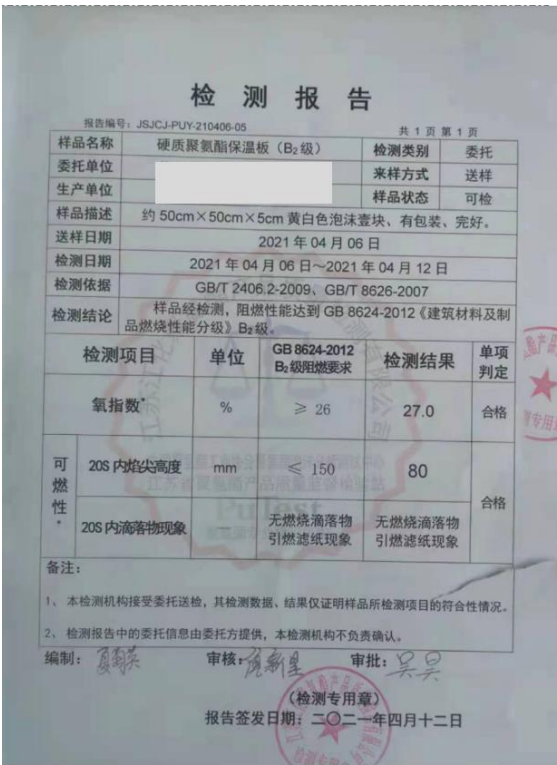 检测报告
报告编号：JSJCJ-PUY-210406-05
共 1 页 第 1 页
样品名称 硬质聚氨酯保温板（B₂级） 检测类别 委托
委托单位 来样方式 送样
生产单位 样品状态 可检
样品描述 约 50cm×50cm×5cm 黄白色泡沫壹块、有包装、完好。
送样日期 2021 年 04 月 06 日
检测日期 2021 年 04 月 06 日～2021 年 04 月 12 日
检测依据 GB/T 2406.2-2009、GB/T 8626-2007
检测结论 样品经检测，阻燃性能达到 GB 8624-2012《建筑材料及制
品燃烧性能分级》B₂级。
检测项目 单位 GB 8624-2012 检测结果 单项
B₂级阻燃要求 判定
氧指数* % ≥ 26 27.0 合格
可燃性* 20S 内焰尖高度 mm ≤ 150 80 合格
20S 内滴落物现象 — 无燃烧滴落物 无燃烧滴落物
引燃滤纸现象 引燃滤纸现象
备注：
1、本检测机构接受委托送检，其检测数据、结果仅证明样品所检测项目的符合性情况。
2、检测报告中的委托信息由委托方提供，本检测机构不负责确认。
编制： 审核： 审批：吴昊
（检测专用章）
报告签发日期：二〇二一年四月十二日